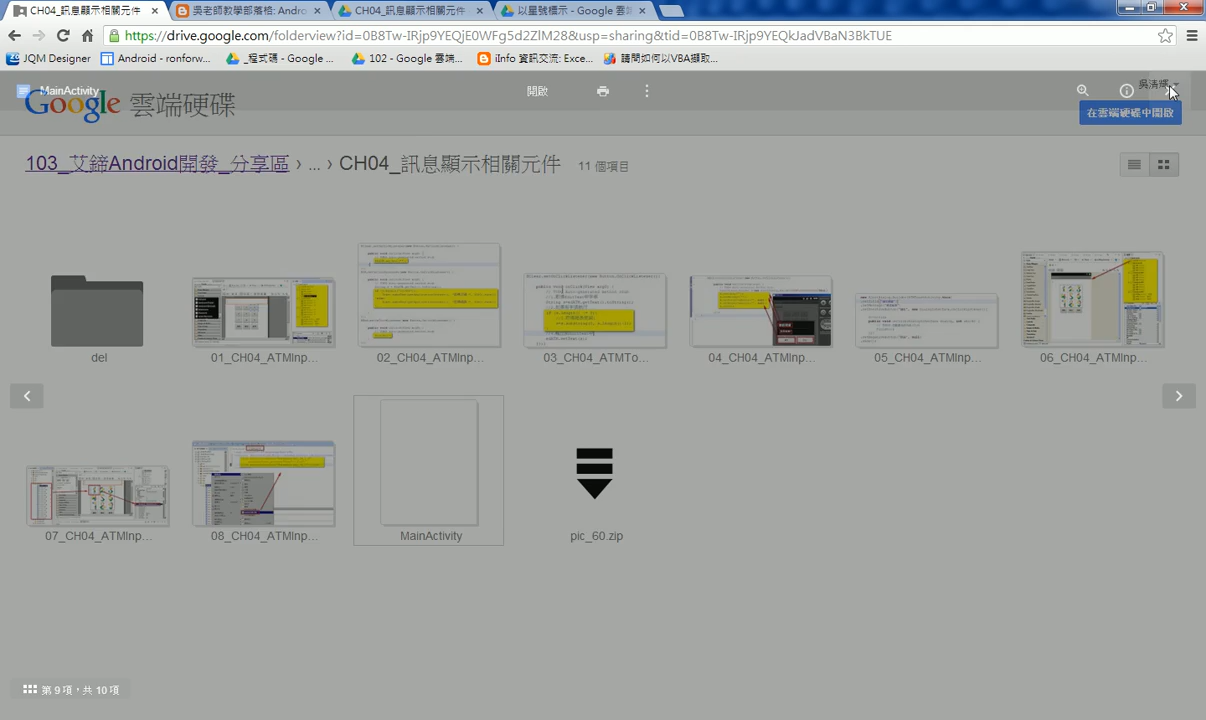 CH04_訊息顯示相關元件
吳老師教學部落格: Andro
CH04_訊息顯示相關元件
以星號標示 - Google 雲端
https://drive.google.com/folderview?id=0B8Tw-IRjp9YEQjE0WFg5d2ZlM28&usp=sharing&tid=0B8Tw-IRjp9YEQkJadVBaN3BkTUE
JQM Designer
Android - ronforw...
_程式碼 - Google ...
102 - Google 雲端...
iInfo 資訊交流: Exce...
請問如何以VBA擷取...
MainActivity
開啟
Google 雲端硬碟
在雲端硬碟中開啟
103_艾鍗Android開發_分享區 › ... › CH04_訊息顯示相關元件 11 個項目
del
01_CH04_ATMInp...
02_CH04_ATMInp...
03_CH04_ATMTo...
04_CH04_ATMInp...
05_CH04_ATMInp...
06_CH04_ATMInp...
07_CH04_ATMInp...
08_CH04_ATMInp...
MainActivity
pic_60.zip
第 9 項，共 10 項